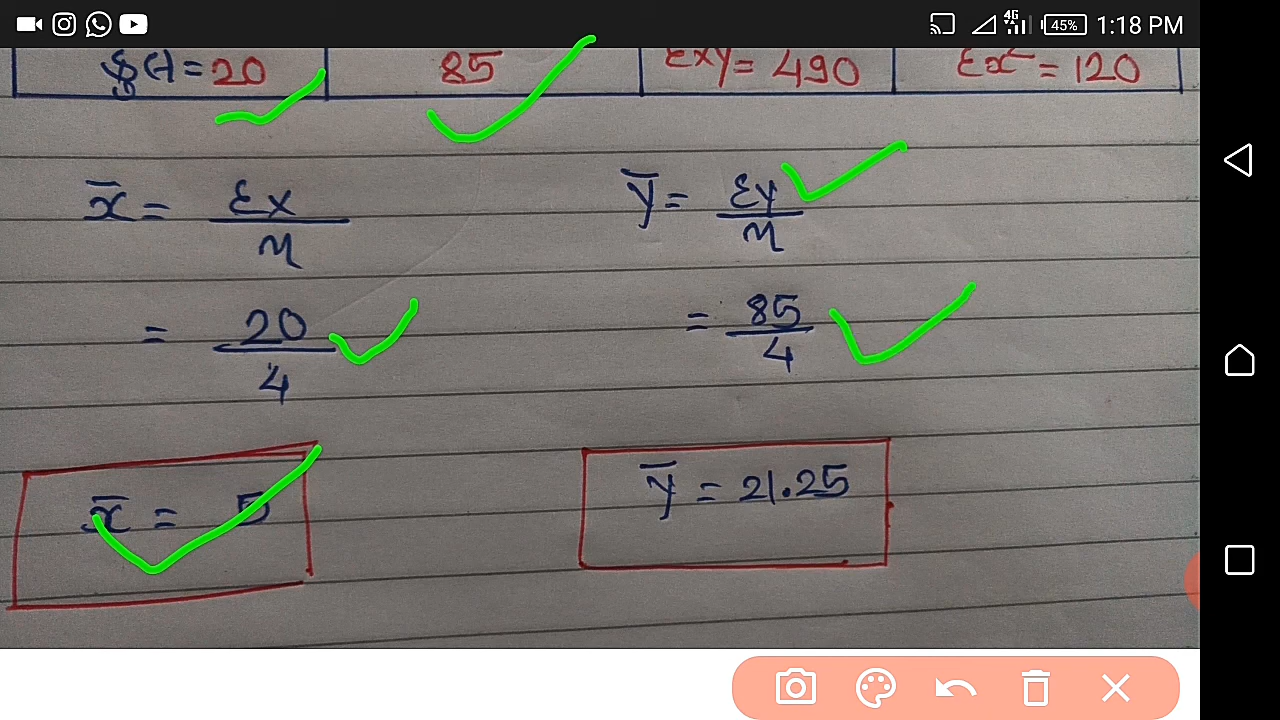 4G 45% 1:18 PM
= 20 85 Σxy = 490 Σx² = 120
x̄ = Σx / n ȳ = Σy / n
= 20 / 4 = 85 / 4
x̄ = 5 ȳ = 21.25